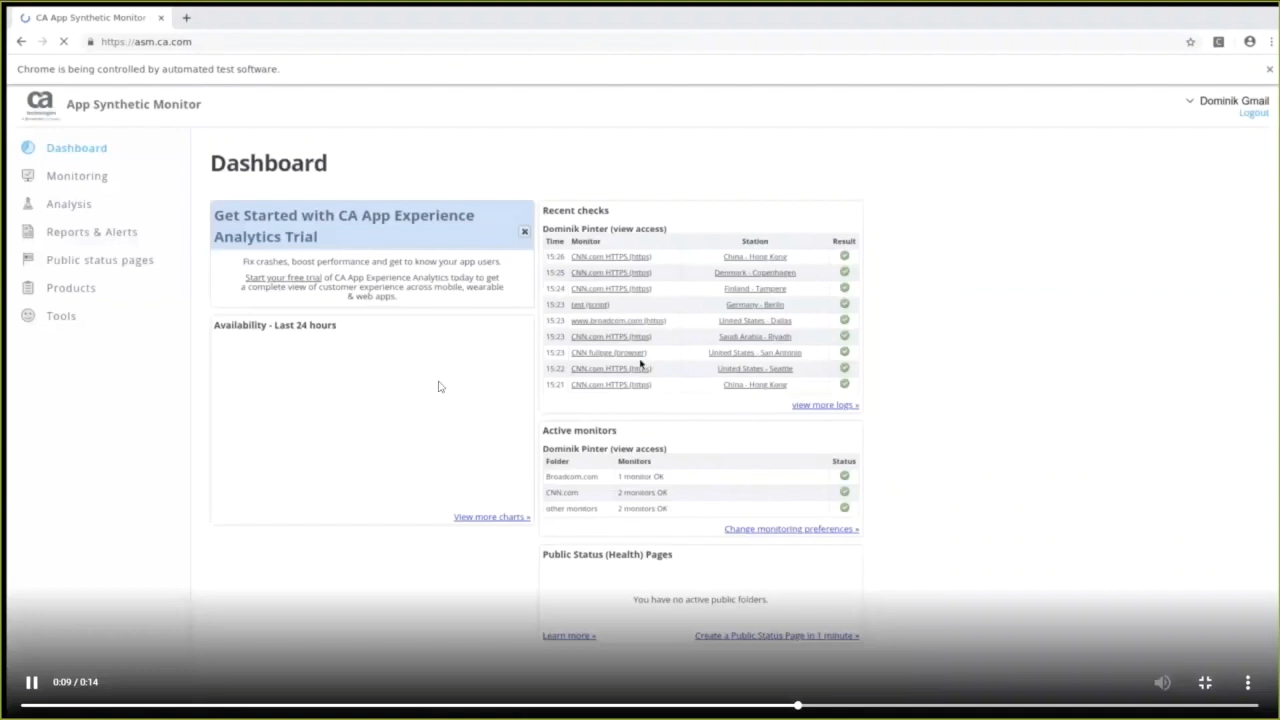 CA App Synthetic Monitor
https://asm.ca.com
Chrome is being controlled by automated test software.
ca
technologies
App Synthetic Monitor
Dominik Gmail
Logout
Dashboard
Monitoring
Analysis
Reports & Alerts
Public status pages
Products
Tools
Dashboard
Get Started with CA App Experience
Analytics Trial
Fix crashes, boost performance and get to know your app users.
Start your free trial of CA App Experience Analytics today to get
a complete view of customer experience across mobile, wearable
& web apps.
Availability - Last 24 hours
View more charts »
Recent checks
Dominik Pinter (view access)
Time Monitor Station Result
15:26 CNN.com HTTPS (https) China - Hong Kong
15:25 CNN.com HTTPS (https) Denmark - Copenhagen
15:24 CNN.com HTTPS (https) Finland - Tampere
15:23 test (script) Germany - Berlin
15:23 www.broadcom.com (https) United States - Dallas
15:23 CNN.com HTTPS (https) Saudi Arabia - Riyadh
15:23 CNN fullpge (browser) United States - San Antonio
15:22 CNN.com HTTPS (https) United States - Seattle
15:21 CNN.com HTTPS (https) China - Hong Kong
view more logs »
Active monitors
Dominik Pinter (view access)
Folder Monitors Status
Broadcom.com 1 monitor OK
CNN.com 2 monitors OK
other monitors 2 monitors OK
Change monitoring preferences »
Public Status (Health) Pages
You have no active public folders.
Learn more » Create a Public Status Page in 1 minute »
0:09 / 0:14